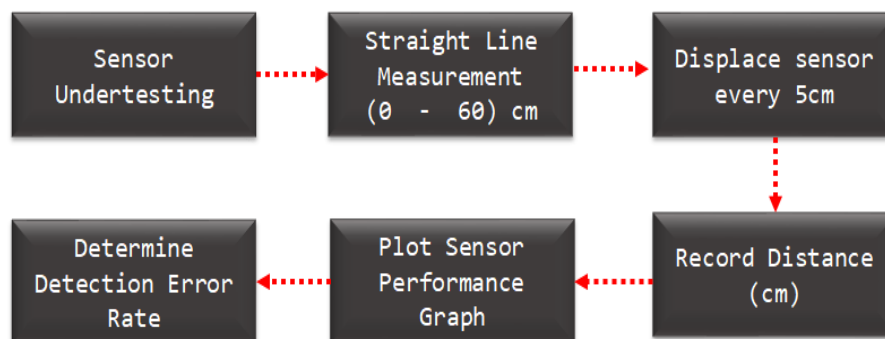 Sensor
Undertesting
Straight Line
Measurement
(0 - 60) cm
Displace sensor
every 5cm
Record Distance
(cm)
Plot Sensor
Performance
Graph
Determine
Detection Error
Rate